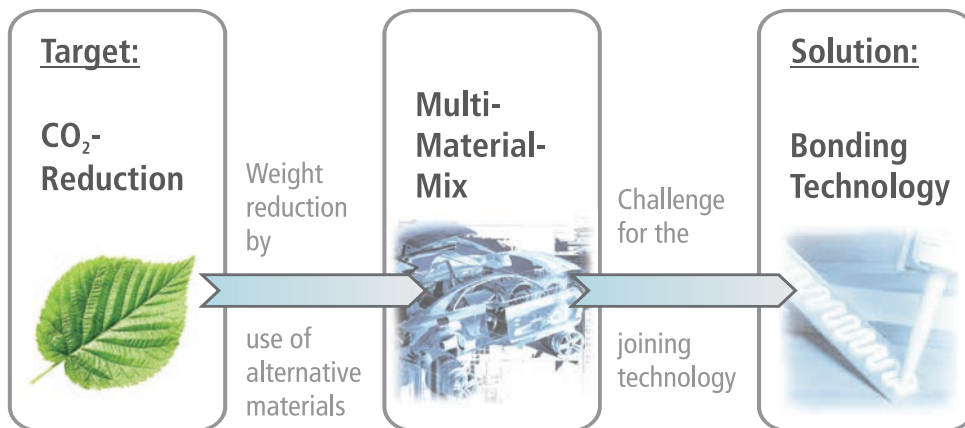 Target:
CO₂-
Reduction
Weight
reduction
by
use of
alternative
materials
Multi-
Material-
Mix
Challenge
for the
joining
technology
Solution:
Bonding
Technology